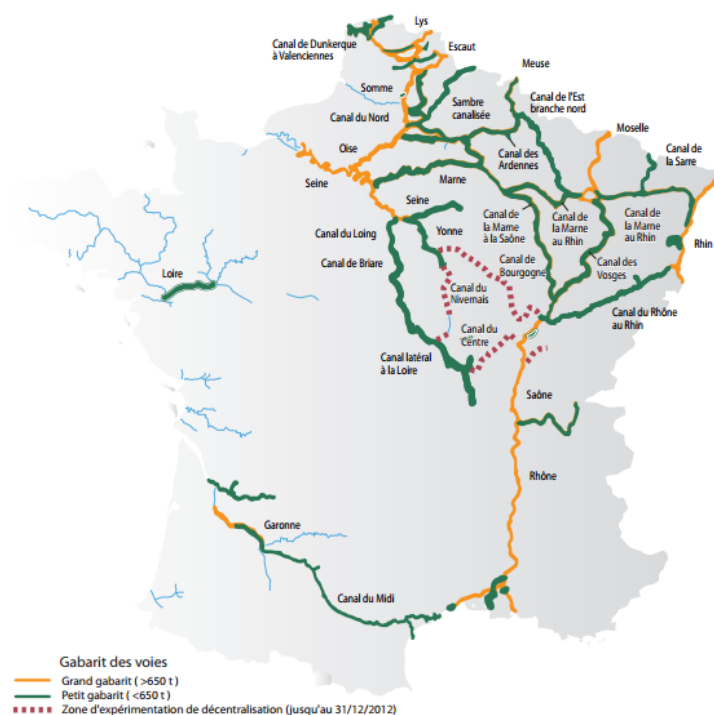 Lys
Canal de Dunkerque
à Valenciennes
Escaut
Meuse
Somme
Canal de l'Est
branche nord
Sambre
canalisée
Canal du Nord
Moselle
Oise
Canal des
Ardennes
Canal de
la Sarre
Seine
Marne
Seine
Canal de
la Marne
à la Saône
Canal de
la Marne
au Rhin
Canal de
la Marne
au Rhin
Canal du Loing
Yonne
Rhin
Canal de Briare
Canal de
Bourgogne
Canal des
Vosges
Loire
Canal du
Nivernais
Canal du Rhône
au Rhin
Canal du
Centre
Canal latéral
à la Loire
Saône
Rhône
Garonne
Canal du Midi
Gabarit des voies
Grand gabarit ( >650 t )
Petit gabarit ( <650 t )
Zone d'expérimentation de décentralisation (jusqu'au 31/12/2012)